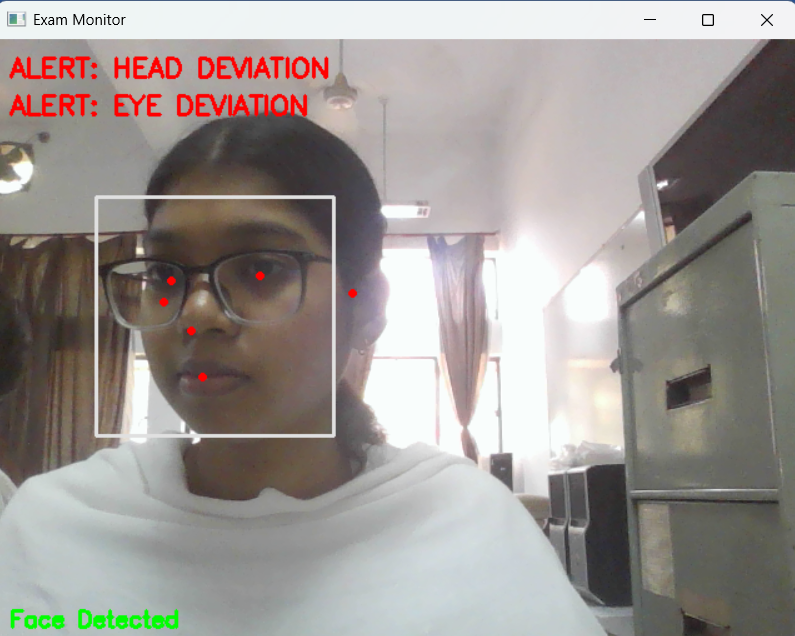 Exam Monitor
ALERT: HEAD DEVIATION
ALERT: EYE DEVIATION
Face Detected